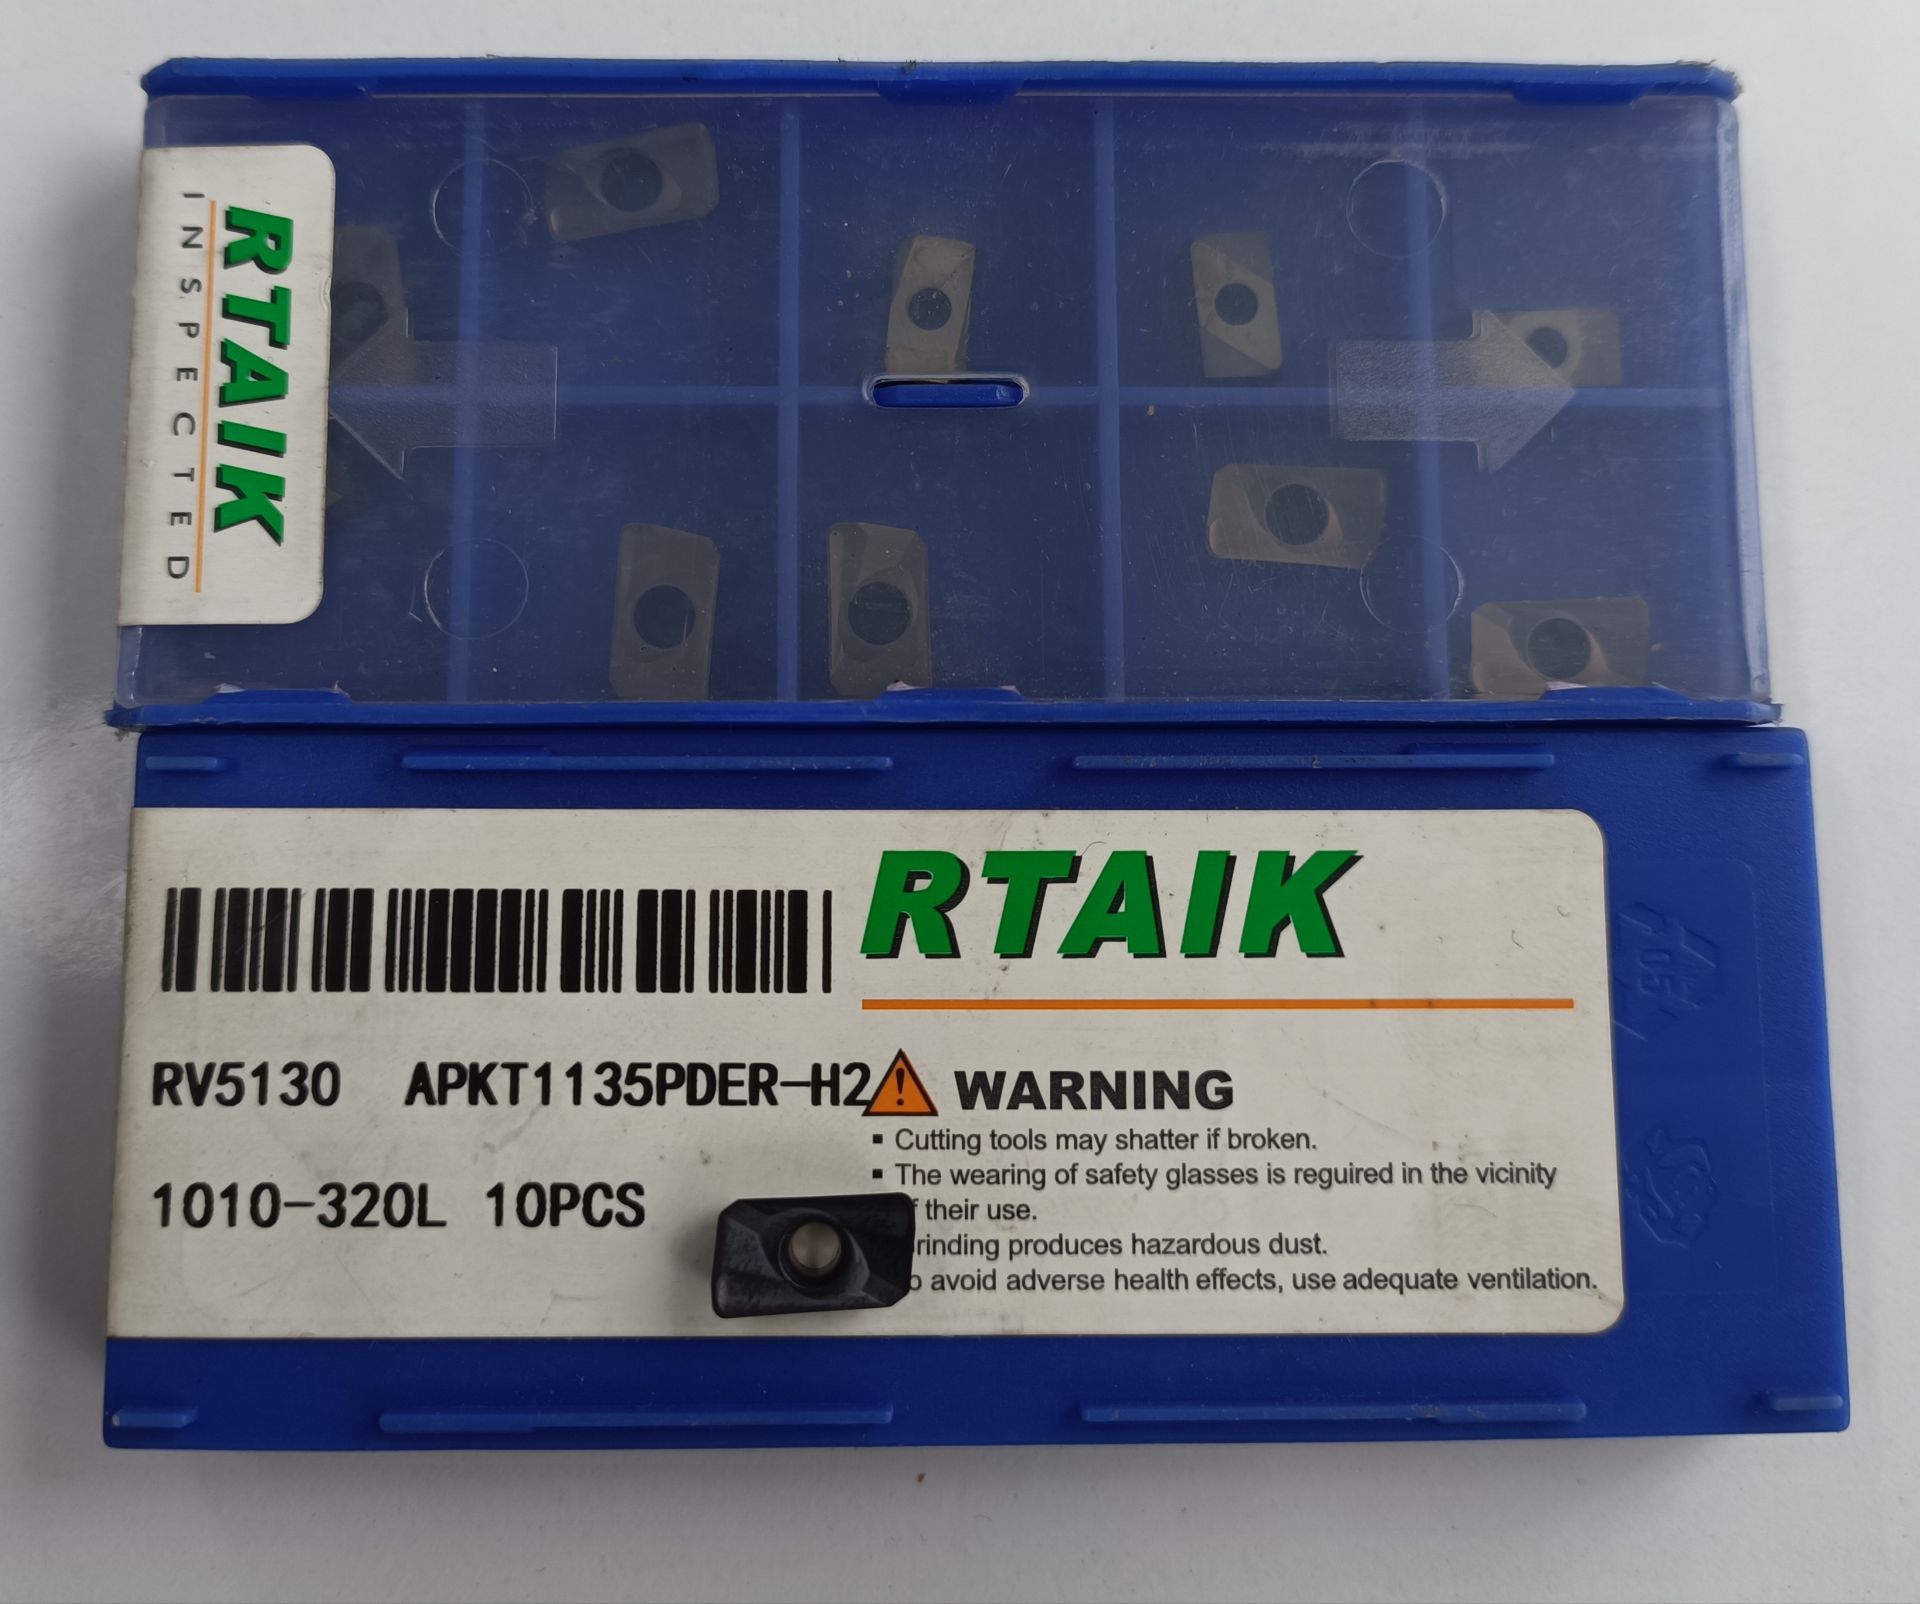 RTAIK
INSPECTED
RTAIK
RV5130 APKT1135PDER-H2
WARNING
▪ Cutting tools may shatter if broken.
▪ The wearing of safety glasses is reguired in the vicinity
their use.
1010-320L 10PCS
rinding produces hazardous dust.
o avoid adverse health effects, use adequate ventilation.
05